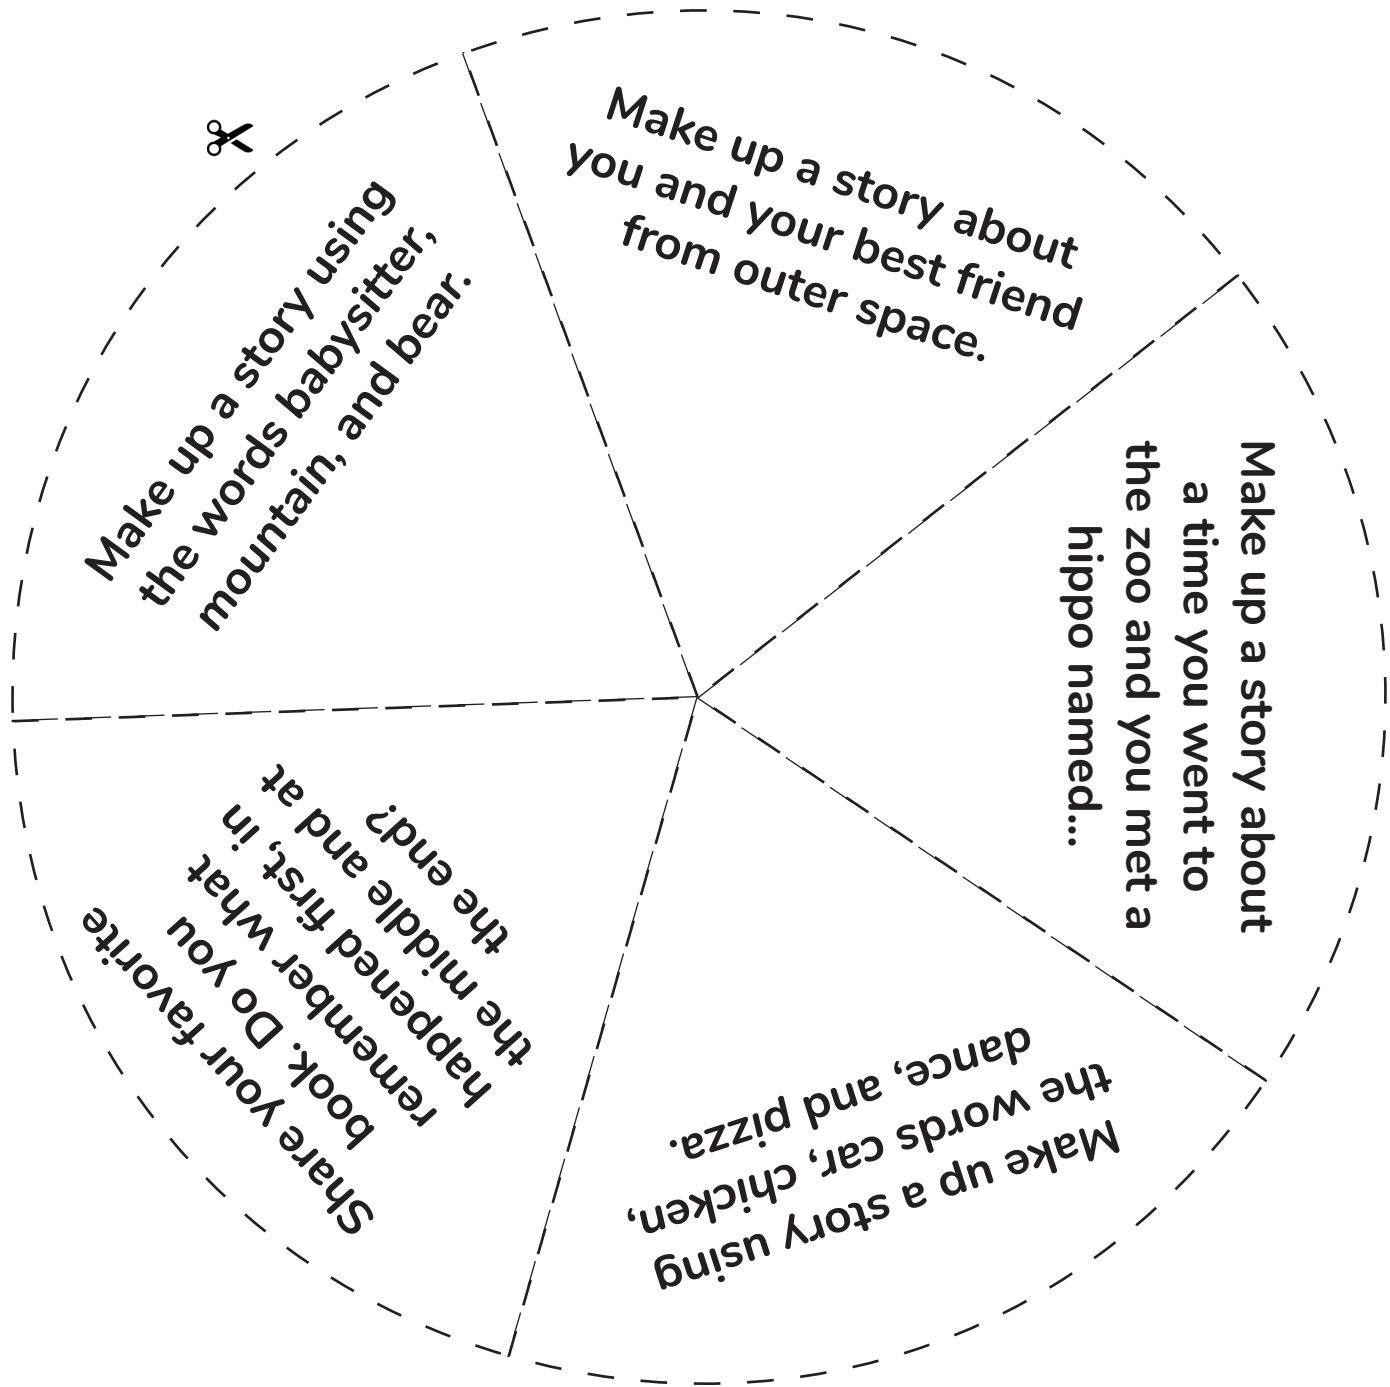 Make up a story about
you and your best friend
from outer space.
Make up a story about
a time you went to
the zoo and you met a
hippo named...
Make up a story using
the words car, chicken,
dance, and pizza.
Share your favorite
book. Do you
remember what
happened first, in
the middle and at
the end?
Make up a story using
the words babysitter,
mountain, and bear.